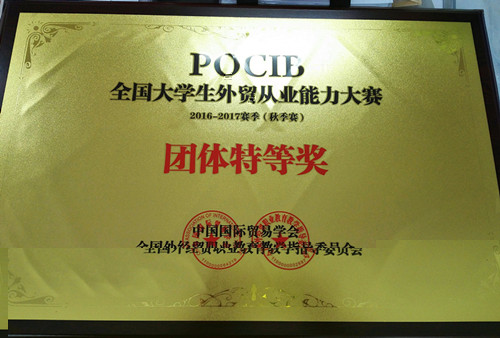 POCIB
全国大学生外贸从业能力大赛
2016-2017赛季（秋季赛）
团体特等奖
中国国际贸易学会
全国外经贸职业教育教学指导委员会